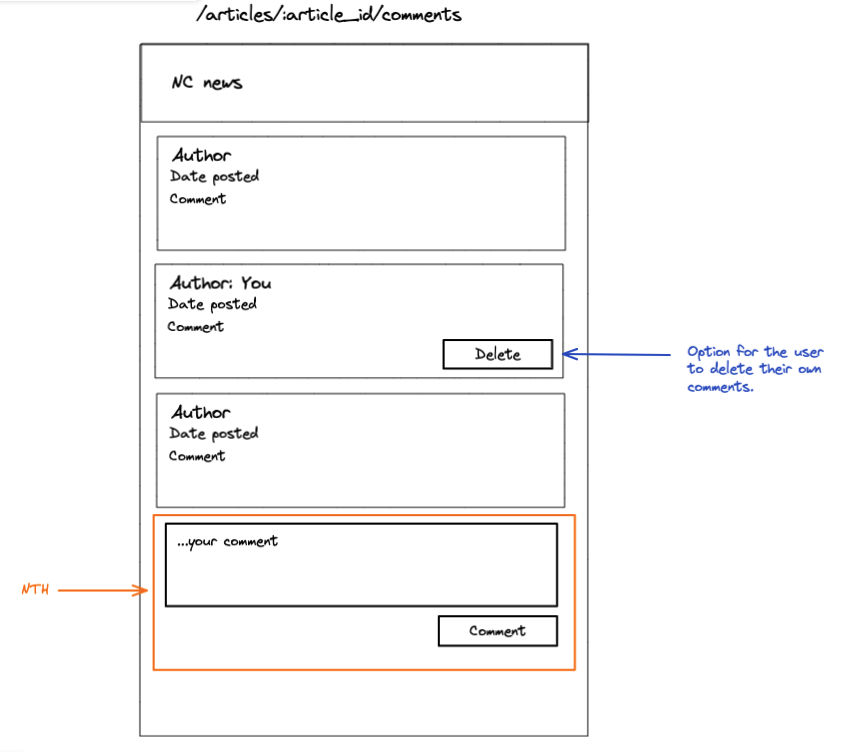 /articles/:article_id/comments
NC news
Author
Date posted
Comment
Author: You
Date posted
Comment
Delete
Option for the user
to delete their own
comments.
Author
Date posted
Comment
...your comment
NTH
Comment